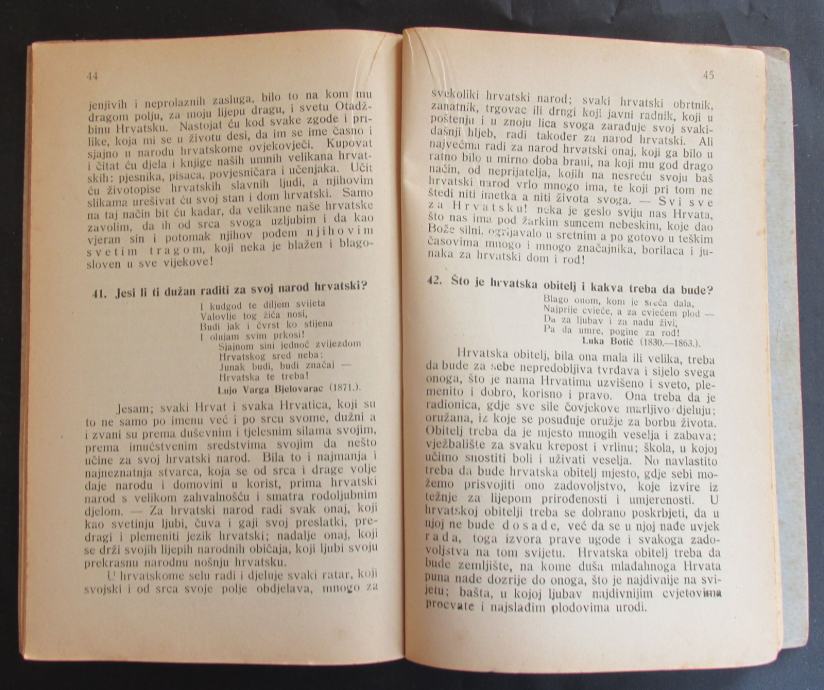 44
jenjivih i neprolaznih zasluga, bilo to na kom mu
dragom polju, za moju lijepu dragu, i svetu Otadž-
binu Hrvatsku. Nastojat ću kod svake zgode i pri-
like, koja mi se u životu desi, da im se ime časno i
sjajno u narodu hrvatskome ovjekovječi. Kupovat
i čitat ću djela i knjige naših umnih velikana hrvat-
skih: pjesnika, pisaca, povjesničara i učenjaka. Učit
ću životopise hrvatskih slavnih ljudi, a njihovim
slikama urešivat ću svoj stan i dom hrvatski. Samo
na taj način bit ću kadar, da velikane naše hrvatske
zavolim, da ih od srca svoga uzljubim i da kao
vjeran sin i potomak njihov podem njihovim
svetim tragom, koji neka je blažen i blago-
sloven u sve vijekove!
41. Jesi li ti dužan raditi za svoj narod hrvatski?
I kudgod te diljem svijeta
Valovlje tog žića nosi,
Budi jak i čvrst ko stijena
I olujam svim prkosi!
Sjajnom sini jednoč zvijezdom
Hrvatskog sred neba;
Junak budi, budi značaj —
Hrvatska te treba!
Lujo Varga Bjelovarac (1871.).
Jesam; svaki Hrvat i svaka Hrvatica, koji su
to ne samo po imenu već i po srcu svome, dužni a
i zvani su prema duševnim i tjelesnim silama svojim,
prema imućstvenim sredstvima svojim da nešto
učine za svoj hrvatski narod. Bila to i najmanja i
najneznatnja stvarca, koja se od srca i drage volje
daje narodu i domovini u korist, prima hrvatski
narod s velikom zahvalnošću i smatra rodoljubnim
djelom. — Za hrvatski narod radi svak onaj, koji
kao svetinju ljubi, čuva i gaji svoj preslatki, pre-
dragi i plemeniti jezik hrvatski; nadalje onaj, koji
se drži svojih lijepih narodnih običaja, koji ljubi svoju
prekrasnu narodnu nošnju hrvatsku.
U hrvatskome selu radi i djeluje svaki ratar, koji
svojski i od srca svoje polje obdjelava, mnogo za
45
svekoliki hrvatski narod; svaki hrvatski obrtnik,
zanatnik, trgovac ili drugi koji javni radnik, koji u
poštenju i u znoju lica svoga zaraduje svoj svaki-
dašnji hljeb, radi također za narod hrvatski. Ali
najvećma radi za narod hrvatski onaj, koji ga bilo u
ratno bilo u mirno doba brani, na koji mu god drago
način, od neprijatelja, kojih na nesreću svoju baš
hrvatski narod vrlo mnogo ima, te koji pri tom ne
štedi niti imetka a niti života svoga. — Svi sve
za Hrvatsku! neka je geslo sviju nas Hrvata,
što nas ima pod žarkim suncem nebeskim, koje dao
Bože silni, ogrijavalo u sretnim a po gotovo u teškim
časovima mnogo i mnogo značajnika, borilaca i ju-
naka za hrvatski dom i rod!
42. Što je hrvatska obitelj i kakva treba da bude?
Blago onom, kom je sreća dala,
Najprije cvieće, a za cviećem plod —
Da za ljubav i za nadu živi,
Pa da umre, pogine za rod!
Luka Botić (1830.—1863.).
Hrvatska obitelj, bila ona mala ili velika, treba
da bude za sebe nepredobljiva tvrđava i sijelo svega
onoga, što je nama Hrvatima uzvišeno i sveto, ple-
menito i dobro, korisno i pravo. Ona treba da je
radionica, gdje sve sile čovjekove marljivo djeluju;
oružana, iz koje se posuđuje oružje za borbu života.
Obitelj treba da je mjesto mnogih veselja i zabava;
vježbalište za svaku krepost i vrlinu; škola, u kojoj
učimo snositi boli i uživati veselja. No navlastito
treba da bude hrvatska obitelj mjesto, gdje sebi mo-
žemo prisvojiti ono zadovoljstvo, koje izvire iz
težnje za lijepom prirođenosti i umjerenosti. U
hrvatskoj obitelji treba se dobrano poskrbjeti, da u
njoj ne bude dosade, već da se u njoj nađe uvjek
rada, toga izvora prave ugode i svakoga zado-
voljstva na tom svijetu. Hrvatska obitelj treba da
bude zemljište, na kome duša mladahnoga Hrvata
puna nade dozrije do onoga, što je najdivnije na svi-
jetu; bašta, u kojoj ljubav najdivnijim cvjetovima
procvate i najslađim plodovima urodi.